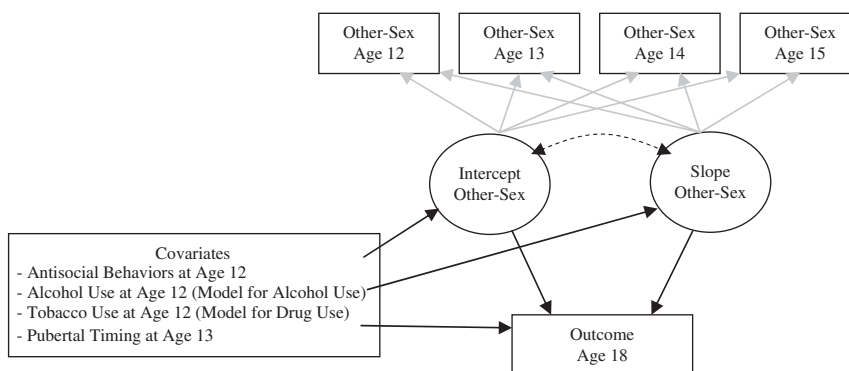 Other-Sex
Age 12
Other-Sex
Age 13
Other-Sex
Age 14
Other-Sex
Age 15
Intercept
Other-Sex
Slope
Other-Sex
Covariates
- Antisocial Behaviors at Age 12
- Alcohol Use at Age 12 (Model for Alcohol Use)
- Tobacco Use at Age 12 (Model for Drug Use)
- Pubertal Timing at Age 13
Outcome
Age 18